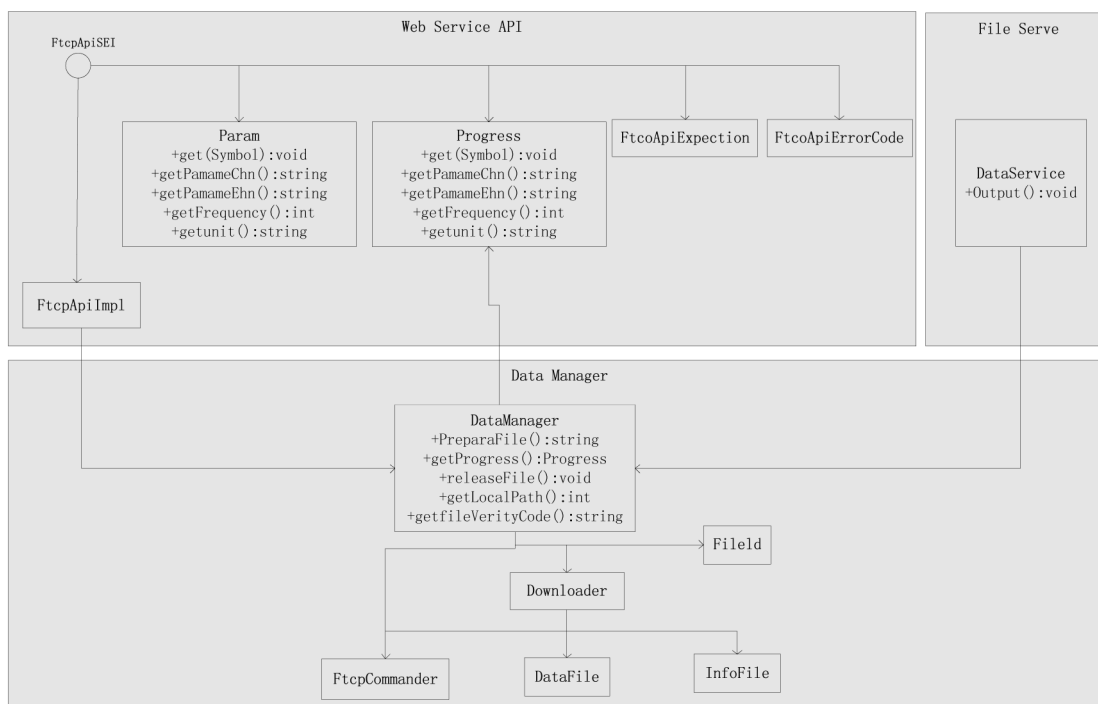 Web Service API
File Serve
FtcpApiSEI
Param
+get(Symbol):void
+getPamameChn():string
+getPamameEhn():string
+getFrequency():int
+getunit():string
Progress
+get(Symbol):void
+getPamameChn():string
+getPamameEhn():string
+getFrequency():int
+getunit():string
FtcoApiExpection
FtcoApiErrorCode
DataService
+Output():void
FtcpApiImpl
Data Manager
DataManager
+PreparaFile():string
+getProgress():Progress
+releaseFile():void
+getLocalPath():int
+getfileVerityCode():string
Fileld
Downloader
FtcpCommander
DataFile
InfoFile